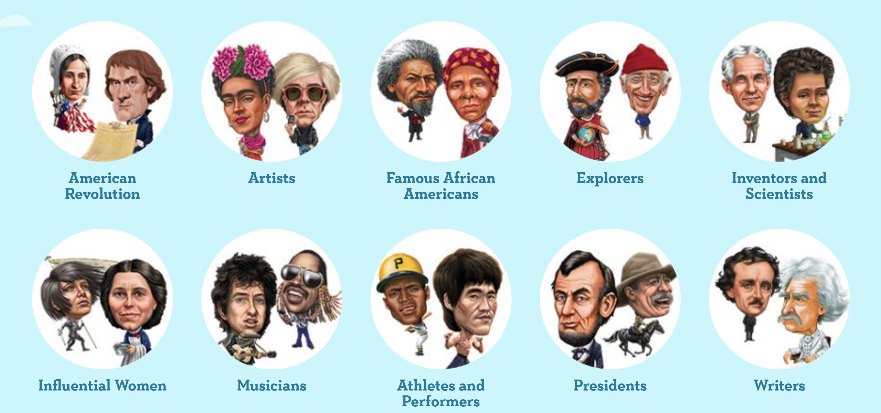 American
Revolution
Artists
Famous African
Americans
Explorers
Inventors and
Scientists
Influential Women
Musicians
P
Athletes and
Performers
Presidents
Writers